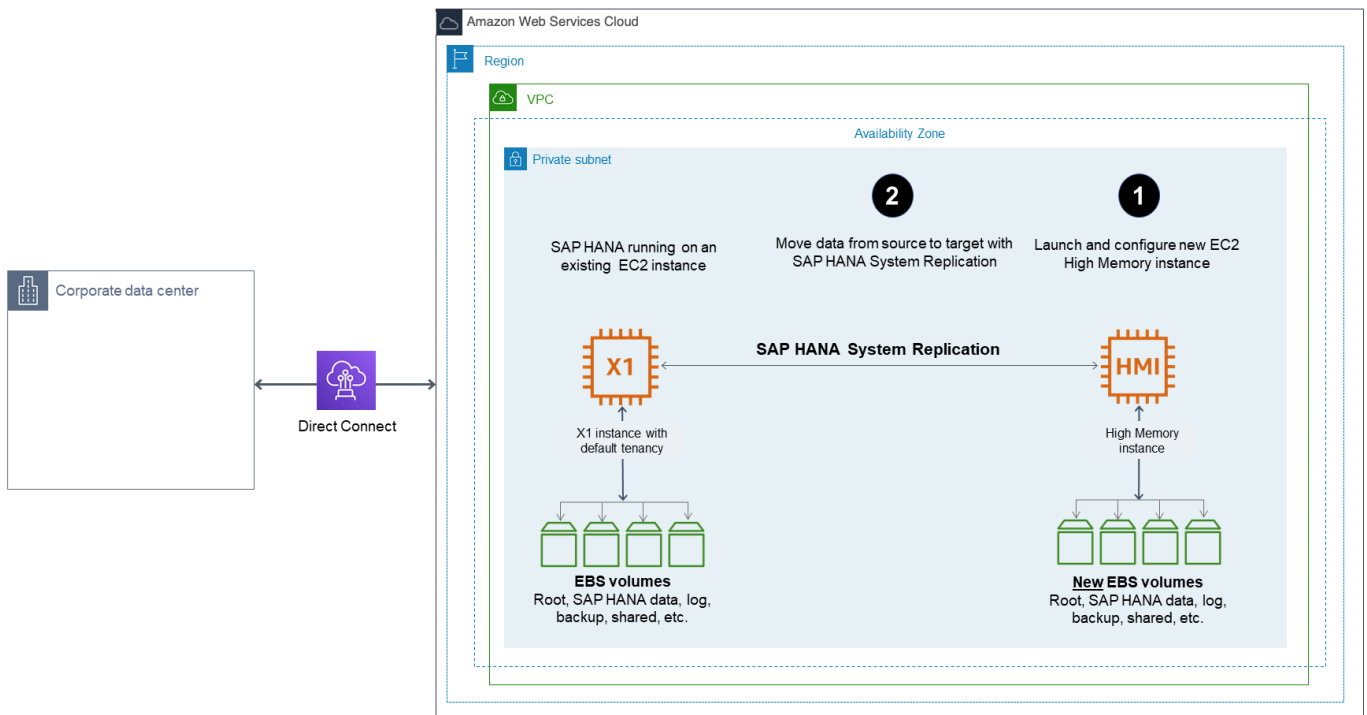 Amazon Web Services Cloud
Region
VPC
Availability Zone
Private subnet
2
1
SAP HANA running on an
existing EC2 instance
Move data from source to target with
SAP HANA System Replication
Launch and configure new EC2
High Memory instance
Corporate data center
Direct Connect
X1
SAP HANA System Replication
HMI
X1 instance with
default tenancy
High Memory
instance
EBS volumes
Root, SAP HANA data, log,
backup, shared, etc.
New EBS volumes
Root, SAP HANA data, log,
backup, shared, etc.